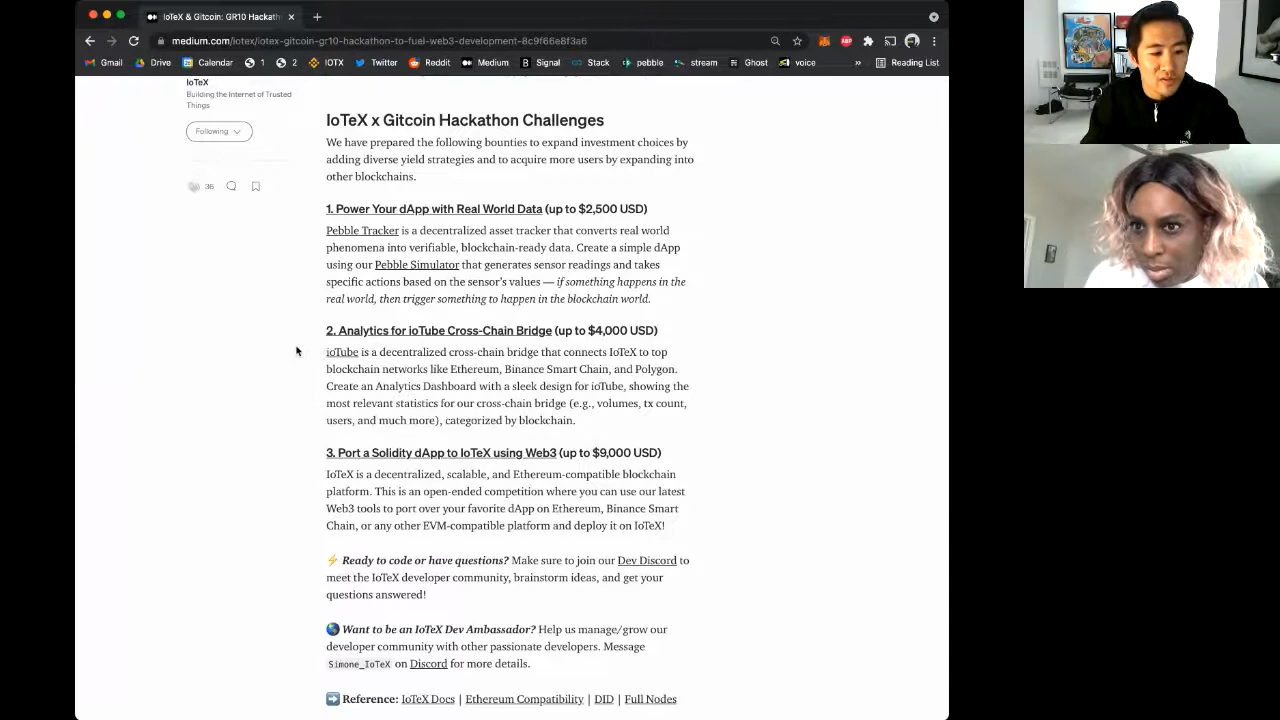 IoTeX & Gitcoin: GR10 Hackath
medium.com/iotex/iotex-gitcoin-gr10-hackathon-to-fuel-web3-development-8c9f66e8f3a6
Gmail Drive Calendar 1 2 IOTX Twitter Reddit Medium Signal Stack pebble stream Ghost voice » Reading List
IoTeX
Building the Internet of Trusted
Things
Following
36
IoTeX x Gitcoin Hackathon Challenges
We have prepared the following bounties to expand investment choices by
adding diverse yield strategies and to acquire more users by expanding into
other blockchains.
1. Power Your dApp with Real World Data (up to $2,500 USD)
Pebble Tracker is a decentralized asset tracker that converts real world
phenomena into verifiable, blockchain-ready data. Create a simple dApp
using our Pebble Simulator that generates sensor readings and takes
specific actions based on the sensor's values — if something happens in the
real world, then trigger something to happen in the blockchain world.
2. Analytics for ioTube Cross-Chain Bridge (up to $4,000 USD)
ioTube is a decentralized cross-chain bridge that connects IoTeX to top
blockchain networks like Ethereum, Binance Smart Chain, and Polygon.
Create an Analytics Dashboard with a sleek design for ioTube, showing the
most relevant statistics for our cross-chain bridge (e.g., volumes, tx count,
users, and much more), categorized by blockchain.
3. Port a Solidity dApp to IoTeX using Web3 (up to $9,000 USD)
IoTeX is a decentralized, scalable, and Ethereum-compatible blockchain
platform. This is an open-ended competition where you can use our latest
Web3 tools to port over your favorite dApp on Ethereum, Binance Smart
Chain, or any other EVM-compatible platform and deploy it on IoTeX!
⚡ Ready to code or have questions? Make sure to join our Dev Discord to
meet the IoTeX developer community, brainstorm ideas, and get your
questions answered!
🌎 Want to be an IoTeX Dev Ambassador? Help us manage/grow our
developer community with other passionate developers. Message
Simone_IoTeX on Discord for more details.
➡️ Reference: IoTeX Docs | Ethereum Compatibility | DID | Full Nodes